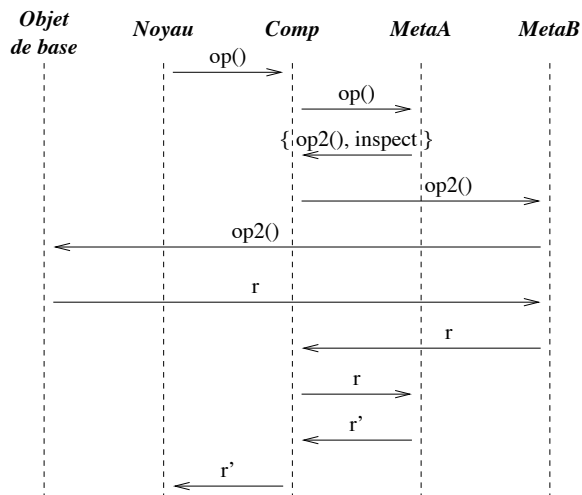 Objet de base Noyau Comp MetaA MetaB
op()
op()
{ op2(), inspect }
op2()
op2()
r
r
r
r'
r'